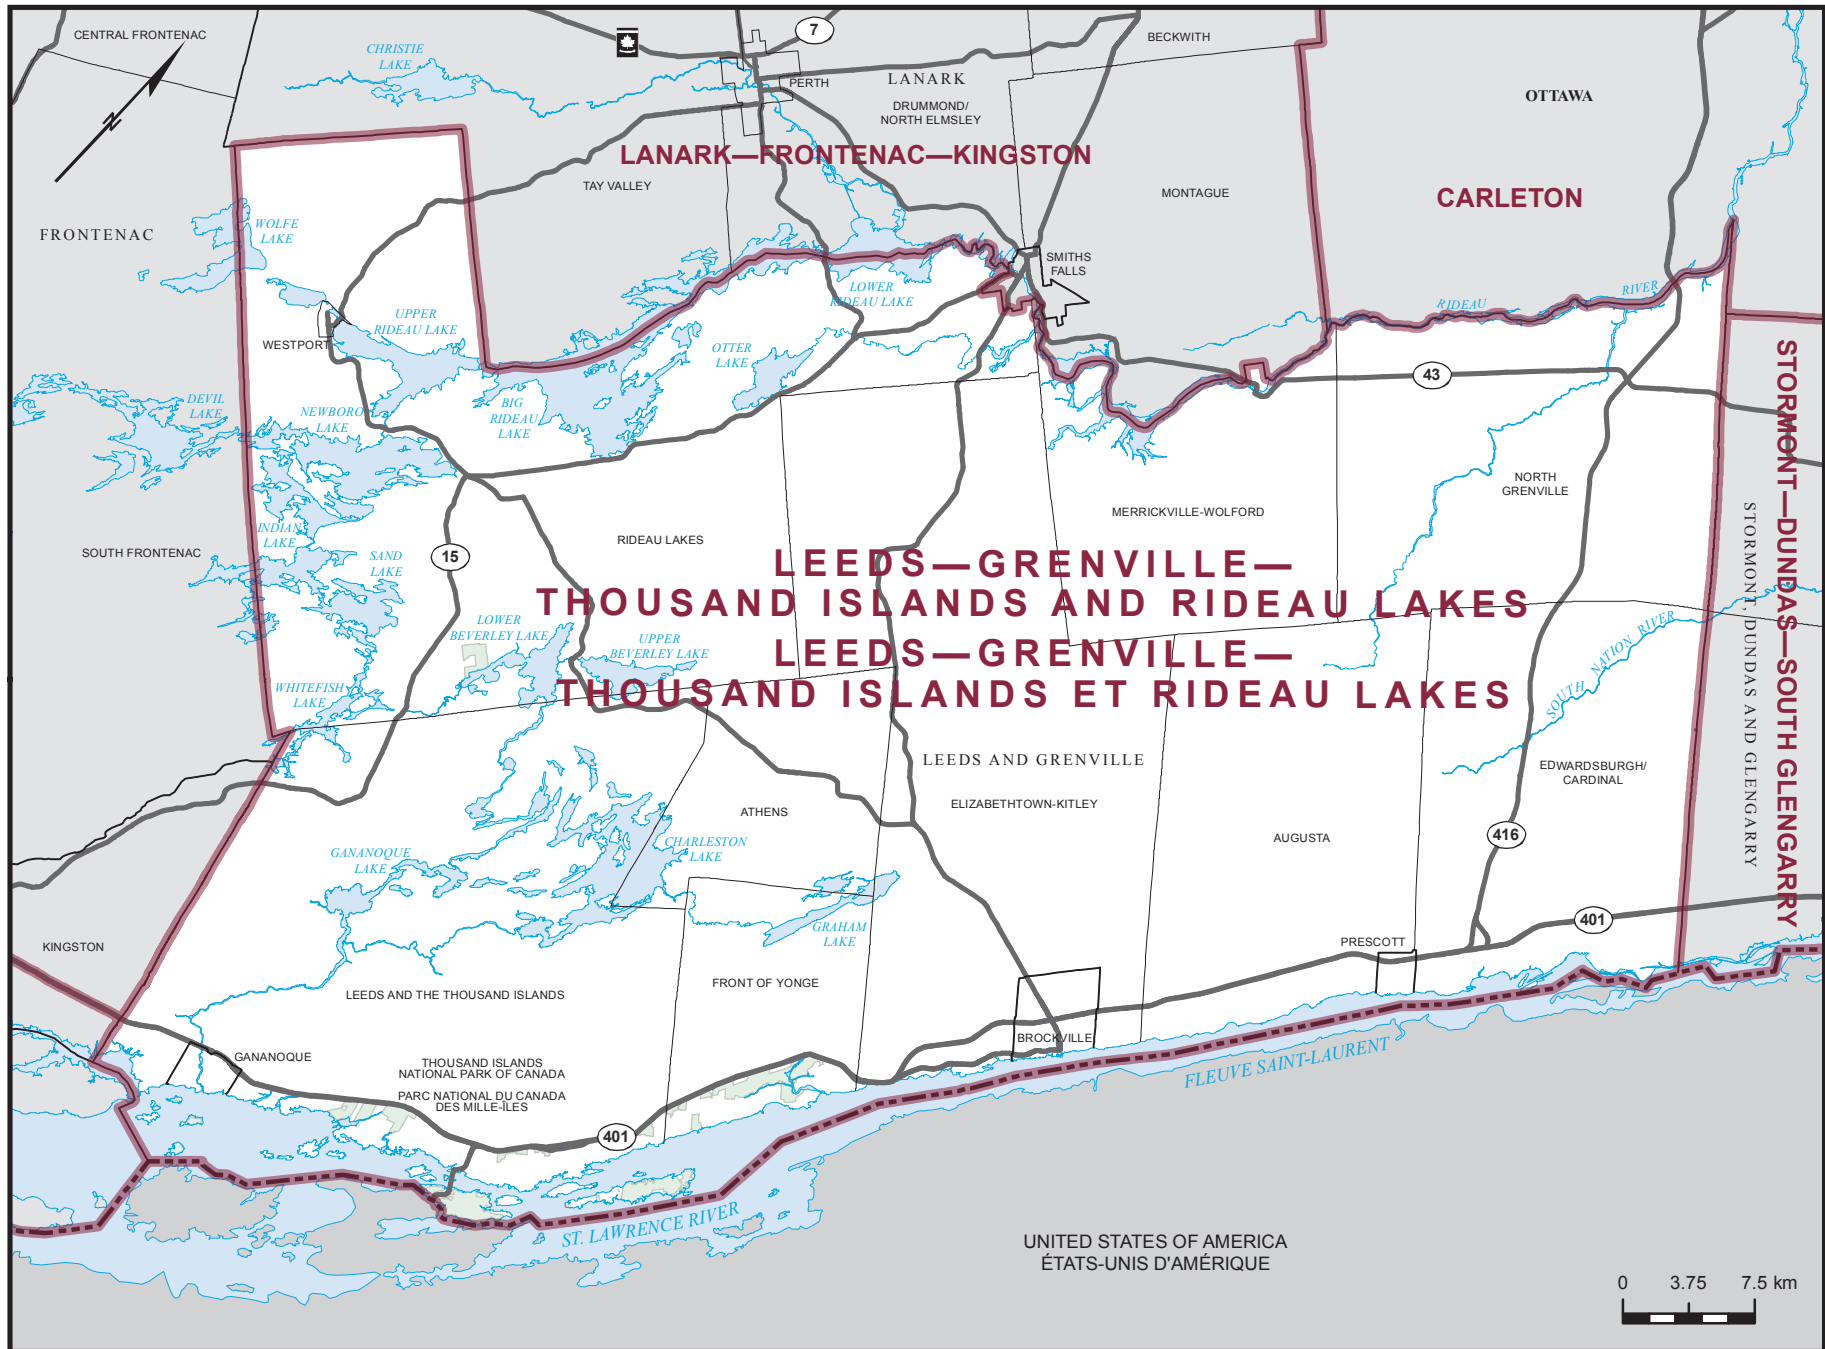 CENTRAL FRONTENAC
CHRISTIE
LAKE
7
BECKWITH
PERTH
LANARK
DRUMMOND/
NORTH ELMSLEY
OTTAWA
N
LANARK—FRONTENAC—KINGSTON
TAY VALLEY
MONTAGUE
CARLETON
FRONTENAC
WOLFE
LAKE
SMITHS
FALLS
LOWER
RIDEAU LAKE
RIDEAU
RIVER
UPPER
RIDEAU LAKE
WESTPORT
OTTER
LAKE
43
DEVIL
LAKE
NEWBORO
LAKE
BIG
RIDEAU
LAKE
NORTH
GRENVILLE
MERRICKVILLE-WOLFORD
INDIAN
LAKE
SOUTH FRONTENAC
SAND
LAKE
15
RIDEAU LAKES
LEEDS—GRENVILLE—
THOUSAND ISLANDS AND RIDEAU LAKES
LEEDS—GRENVILLE—
THOUSAND ISLANDS ET RIDEAU LAKES
LOWER
BEVERLEY LAKE
UPPER
BEVERLEY LAKE
WHITEFISH
LAKE
SOUTH NATION RIVER
STORMONT, DUNDAS AND GLENGARRY
STORMONT—DUNDAS—SOUTH GLENGARRY
LEEDS AND GRENVILLE
EDWARDSBURGH/
CARDINAL
ELIZABETHTOWN-KITLEY
ATHENS
AUGUSTA
416
GANANOQUE
LAKE
CHARLESTON
LAKE
GRAHAM
LAKE
401
KINGSTON
PRESCOTT
FRONT OF YONGE
LEEDS AND THE THOUSAND ISLANDS
BROCKVILLE
GANANOQUE
THOUSAND ISLANDS
NATIONAL PARK OF CANADA
PARC NATIONAL DU CANADA
DES MILLE-ÎLES
FLEUVE SAINT-LAURENT
401
ST. LAWRENCE RIVER
UNITED STATES OF AMERICA
ÉTATS-UNIS D'AMÉRIQUE
0 3.75 7.5 km